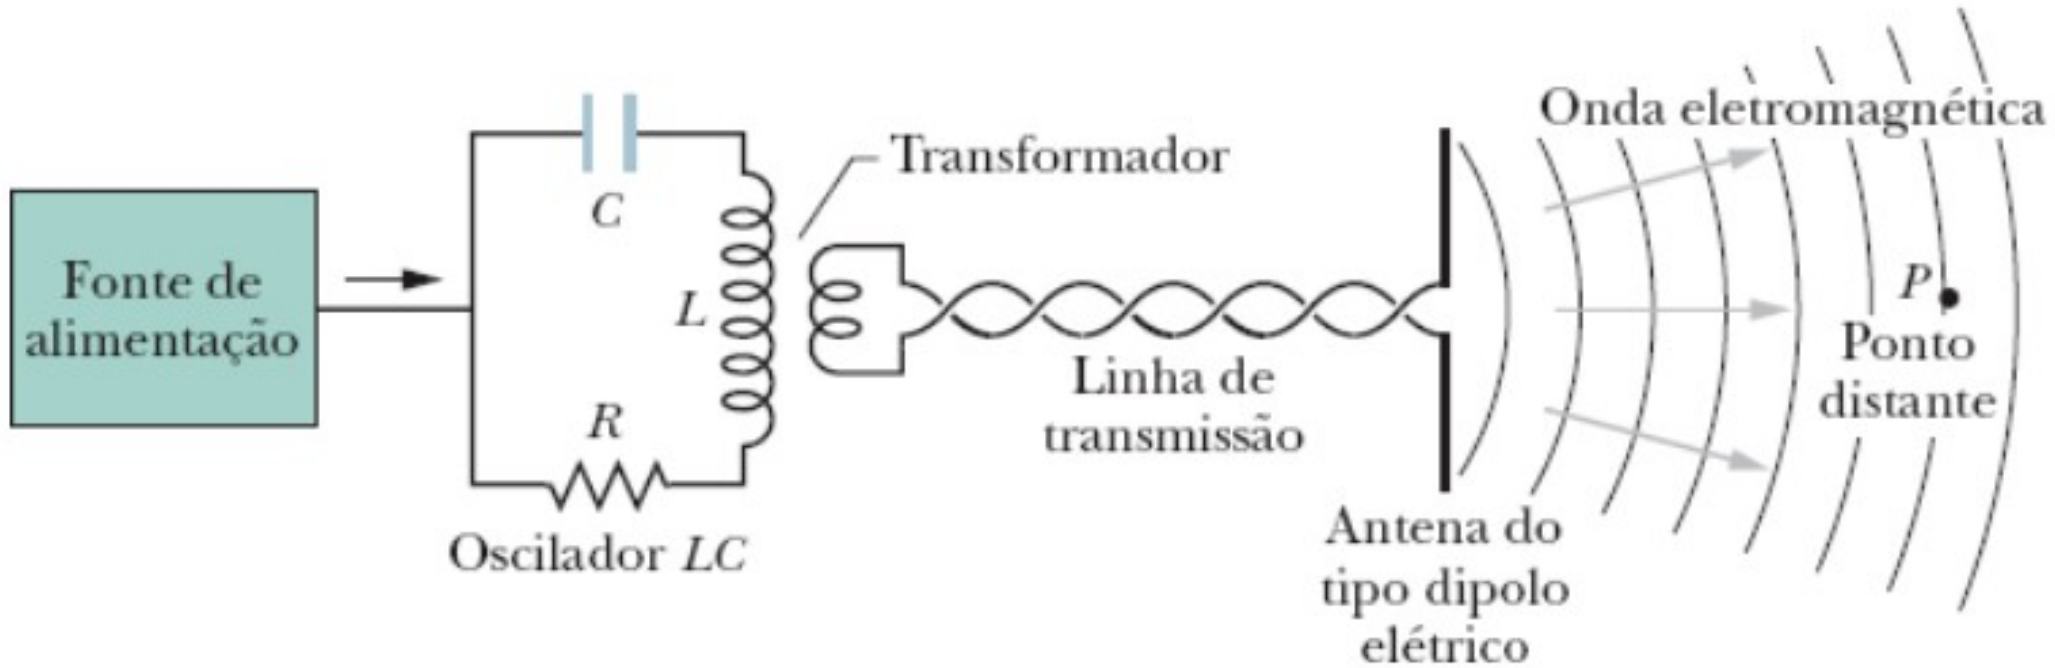 Fonte de
alimentação
C
L
R
Oscilador LC
Transformador
Linha de
transmissão
Antena do
tipo dipolo
elétrico
Onda eletromagnética
P
Ponto
distante